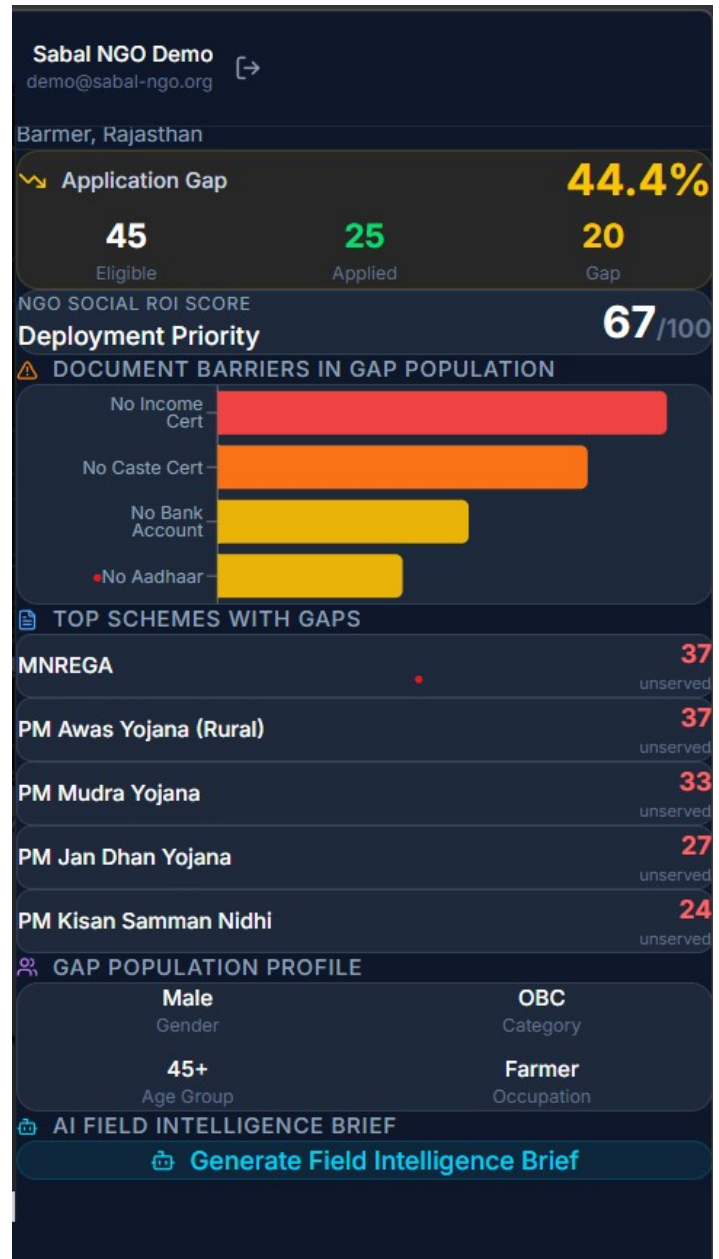 Sabal NGO Demo
demo@sabal-ngo.org
Barmer, Rajasthan
Application Gap
44.4%
45
25
20
Eligible
Applied
Gap
NGO SOCIAL ROI SCORE
Deployment Priority
67/100
DOCUMENT BARRIERS IN GAP POPULATION
No Income
Cert
No Caste Cert
No Bank
Account
No Aadhaar
TOP SCHEMES WITH GAPS
MNREGA
37
unserved
PM Awas Yojana (Rural)
37
unserved
PM Mudra Yojana
33
unserved
PM Jan Dhan Yojana
27
unserved
PM Kisan Samman Nidhi
24
unserved
GAP POPULATION PROFILE
Male
OBC
Gender
Category
45+
Farmer
Age Group
Occupation
AI FIELD INTELLIGENCE BRIEF
Generate Field Intelligence Brief